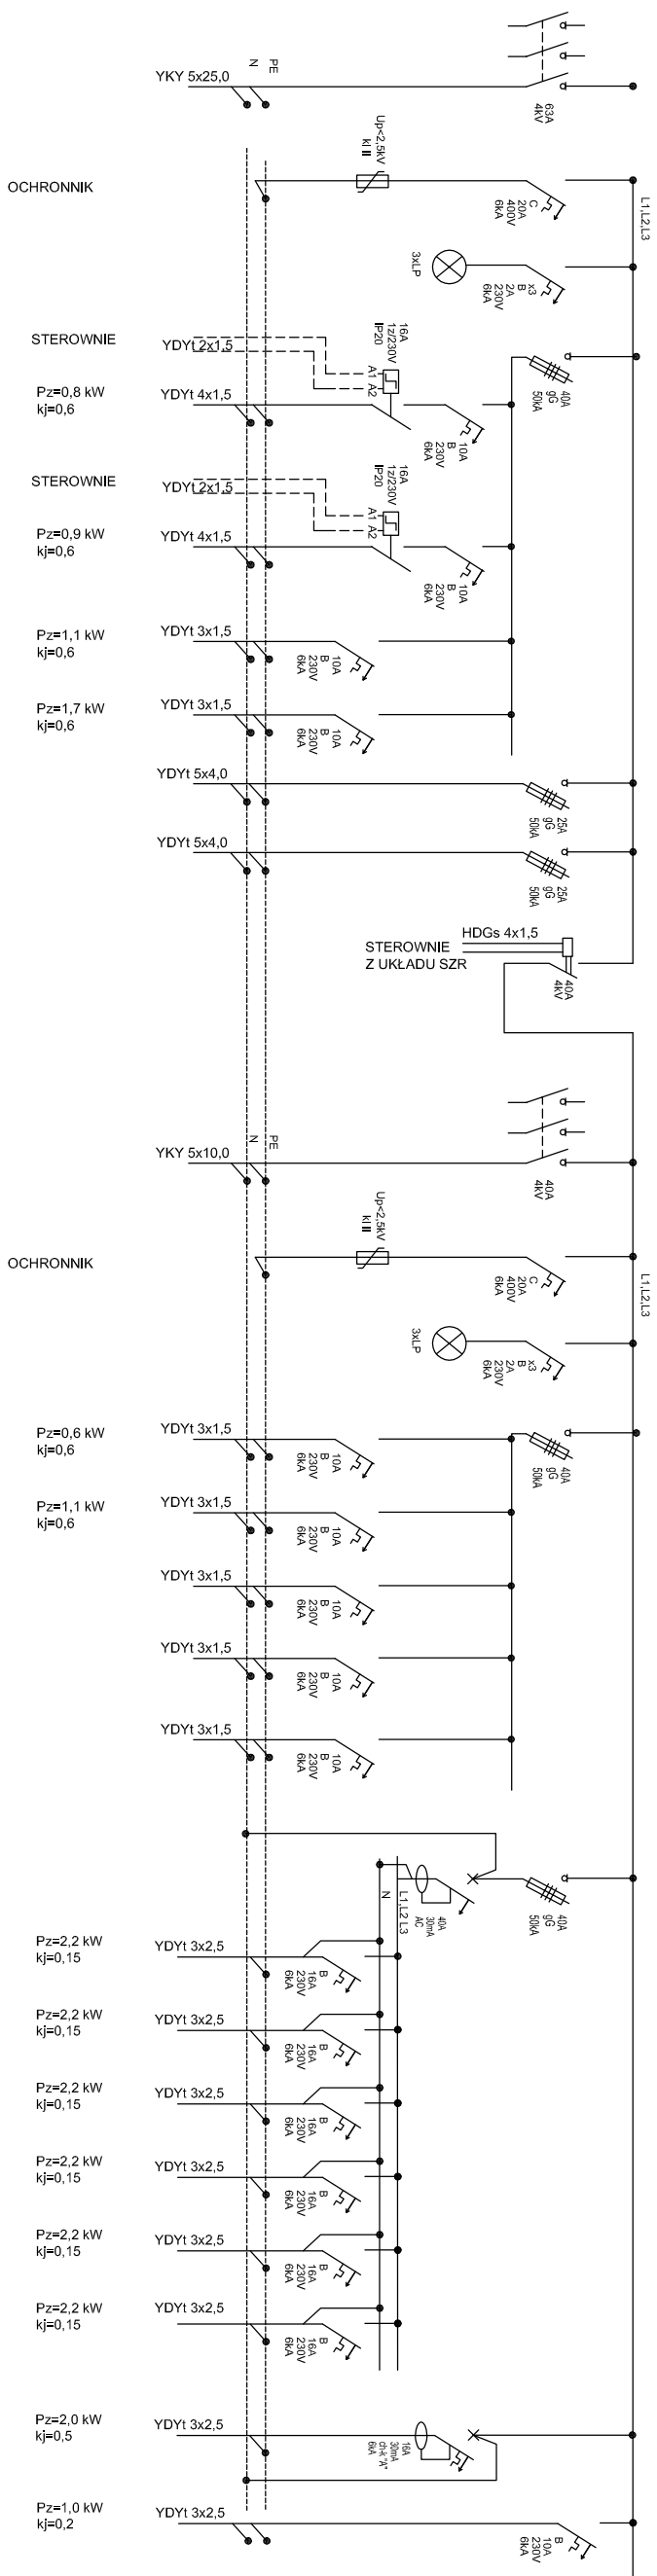 PE
N
YKY 5x25,0
63A
4kV
Up<2,5kV
kl II
OCHRONNIK
C
20A
400V
6kA
L1,L2,L3
3xLP
x3
B
2A
230V
6kA
STEROWNIE
YDYt 2x1,5
16A
1z/230V
IP20
A1
A2
40A
gG
50kA
Pz=0,8 kW
kj=0,6
YDYt 4x1,5
10A
B
230V
6kA
STEROWNIE
YDYt 2x1,5
16A
1z/230V
IP20
A1
A2
Pz=0,9 kW
kj=0,6
YDYt 4x1,5
10A
B
230V
6kA
Pz=1,1 kW
kj=0,6
YDYt 3x1,5
10A
B
230V
6kA
Pz=1,7 kW
kj=0,6
YDYt 3x1,5
10A
B
230V
6kA
YDYt 5x4,0
25A
gG
50kA
YDYt 5x4,0
25A
gG
50kA
HDGs 4x1,5
STEROWNIE
Z UKŁADU SZR
40A
4kV
PE
N
YKY 5x10,0
40A
4kV
Up<2,5kV
kl II
OCHRONNIK
C
20A
400V
6kA
L1,L2,L3
3xLP
x3
B
2A
230V
6kA
Pz=0,6 kW
kj=0,6
YDYt 3x1,5
10A
B
230V
6kA
40A
gG
50kA
Pz=1,1 kW
kj=0,6
YDYt 3x1,5
10A
B
230V
6kA
YDYt 3x1,5
10A
B
230V
6kA
YDYt 3x1,5
10A
B
230V
6kA
YDYt 3x1,5
10A
B
230V
6kA
L1,L2 L3
N
40A
30mA
AC
40A
gG
50kA
Pz=2,2 kW
kj=0,15
YDYt 3x2,5
B
16A
230V
6kA
Pz=2,2 kW
kj=0,15
YDYt 3x2,5
B
16A
230V
6kA
Pz=2,2 kW
kj=0,15
YDYt 3x2,5
B
16A
230V
6kA
Pz=2,2 kW
kj=0,15
YDYt 3x2,5
B
16A
230V
6kA
Pz=2,2 kW
kj=0,15
YDYt 3x2,5
B
16A
230V
6kA
Pz=2,2 kW
kj=0,15
YDYt 3x2,5
B
16A
230V
6kA
Pz=2,0 kW
kj=0,5
YDYt 3x2,5
16A
30mA
ch-k "A"
6kA
Pz=1,0 kW
kj=0,2
YDYt 3x2,5
B
10A
230V
6kA